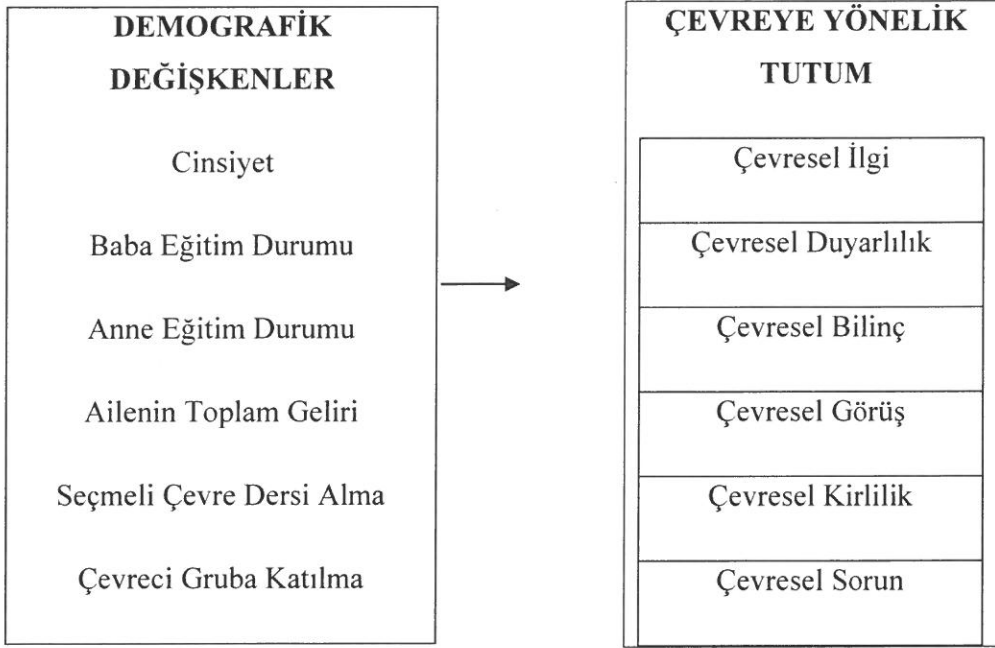 DEMOGRAFİK
DEĞİŞKENLER
Cinsiyet
Baba Eğitim Durumu
Anne Eğitim Durumu
Ailenin Toplam Geliri
Seçmeli Çevre Dersi Alma
Çevreci Gruba Katılma
ÇEVREYE YÖNELİK
TUTUM
Çevresel İlgi
Çevresel Duyarlılık
Çevresel Bilinç
Çevresel Görüş
Çevresel Kirlilik
Çevresel Sorun